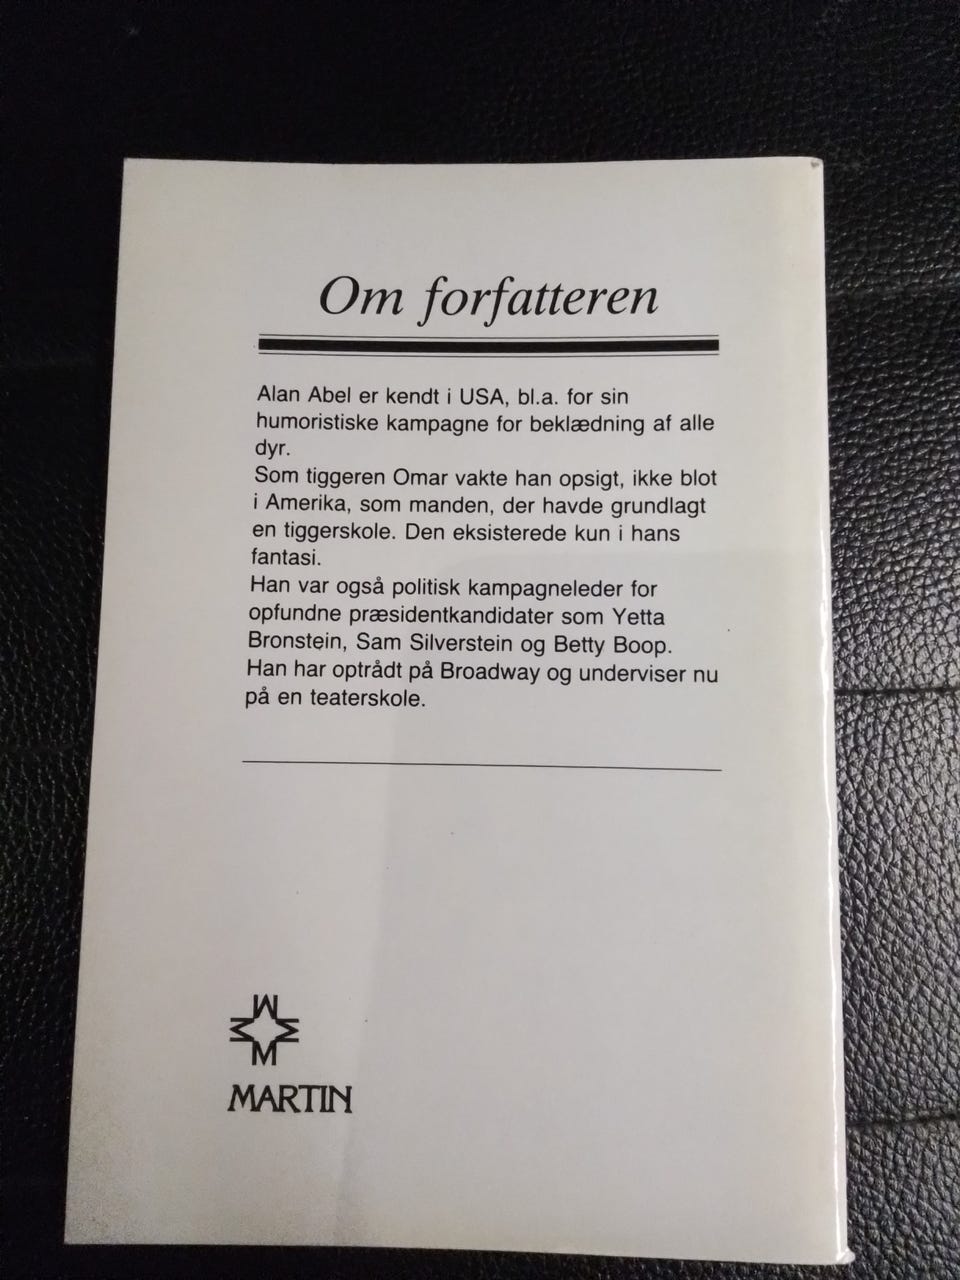 Om forfatteren
Alan Abel er kendt i USA, bl.a. for sin
humoristiske kampagne for beklædning af alle
dyr.
Som tiggeren Omar vakte han opsigt, ikke blot
i Amerika, som manden, der havde grundlagt
en tiggerskole. Den eksisterede kun i hans
fantasi.
Han var også politisk kampagneleder for
opfundne præsidentkandidater som Yetta
Bronstein, Sam Silverstein og Betty Boop.
Han har optrådt på Broadway og underviser nu
på en teaterskole.
M
M M
M
MARTIN